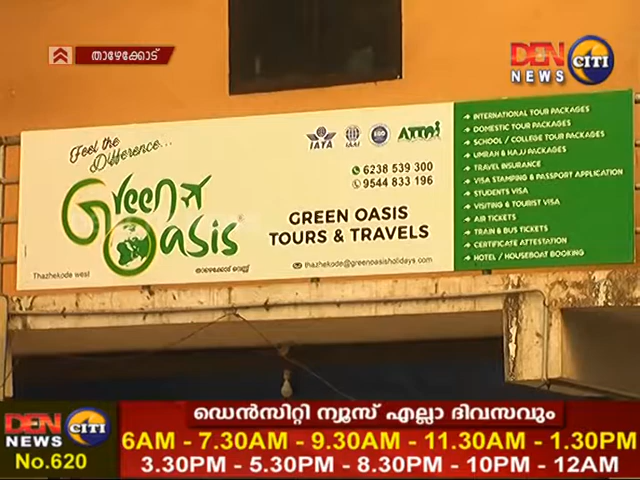 താഴേക്കോട്
DEN CITI
NEWS
Feel the
Difference...
Green
Oasis
Thazhekode west
താഴേക്കോട് വെസ്റ്റ്
IATA
IAAI
ATTOI
6238 539 300
9544 833 196
GREEN OASIS
TOURS & TRAVELS
thazhekode@greenoasisholidays.com
INTERNATIONAL TOUR PACKAGES
DOMESTIC TOUR PACKAGES
SCHOOL / COLLEGE TOUR PACKAGES
UMRAH & HAJJ PACKAGES
TRAVEL INSURANCE
VISA STAMPING & PASSPORT APPLICATION
STUDENTS VISA
VISITING & TOURIST VISA
AIR TICKETS
TRAIN & BUS TICKETS
CERTIFICATE ATTESTATION
HOTEL / HOUSEBOAT BOOKING
DEN CITI
NEWS
No.620
ഡെൻസിറ്റി ന്യൂസ് എല്ലാ ദിവസവും
6AM - 7.30AM - 9.30AM - 11.30AM - 1.30PM
3.30PM - 5.30PM - 8.30PM - 10PM - 12AM